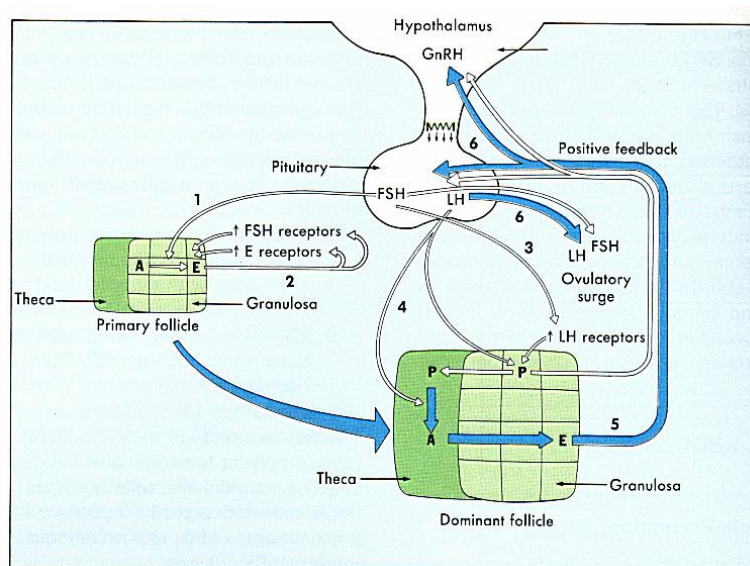 Hypothalamus
GnRH
6
Positive feedback
Pituitary
FSH
LH
6
1
3
FSH
LH
Ovulatory
surge
↑ FSH receptors
↑ E receptors
A
E
2
Theca
Granulosa
Primary follicle
4
↑ LH receptors
P
P
A
E
5
Theca
Granulosa
Dominant follicle